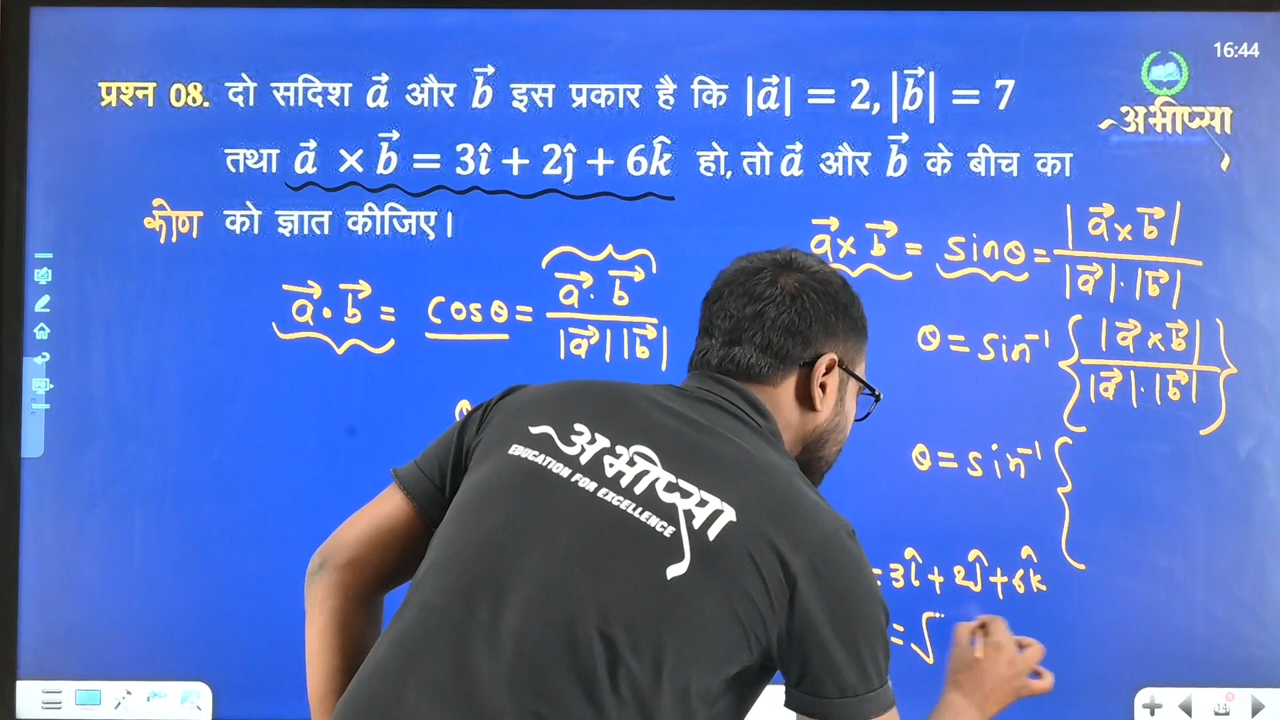 16:44
अभीप्सा
प्रश्न 08. दो सदिश a⃗ और b⃗ इस प्रकार है कि |a⃗| = 2, |b⃗| = 7
तथा a⃗ × b⃗ = 3î + 2ĵ + 6k̂ हो, तो a⃗ और b⃗ के बीच का
कोण को ज्ञात कीजिए।
a⃗ · b⃗ = cosθ = a⃗ · b⃗ / |a⃗| |b⃗|
a⃗ × b⃗ = sinθ = |a⃗ × b⃗| / |a⃗| · |b⃗|
θ = sin⁻¹ { |a⃗ × b⃗| / |a⃗| · |b⃗| }
θ = sin⁻¹ {
= 3î + 2ĵ + 6k̂
= √
अभीप्सा
EDUCATION FOR EXCELLENCE
14